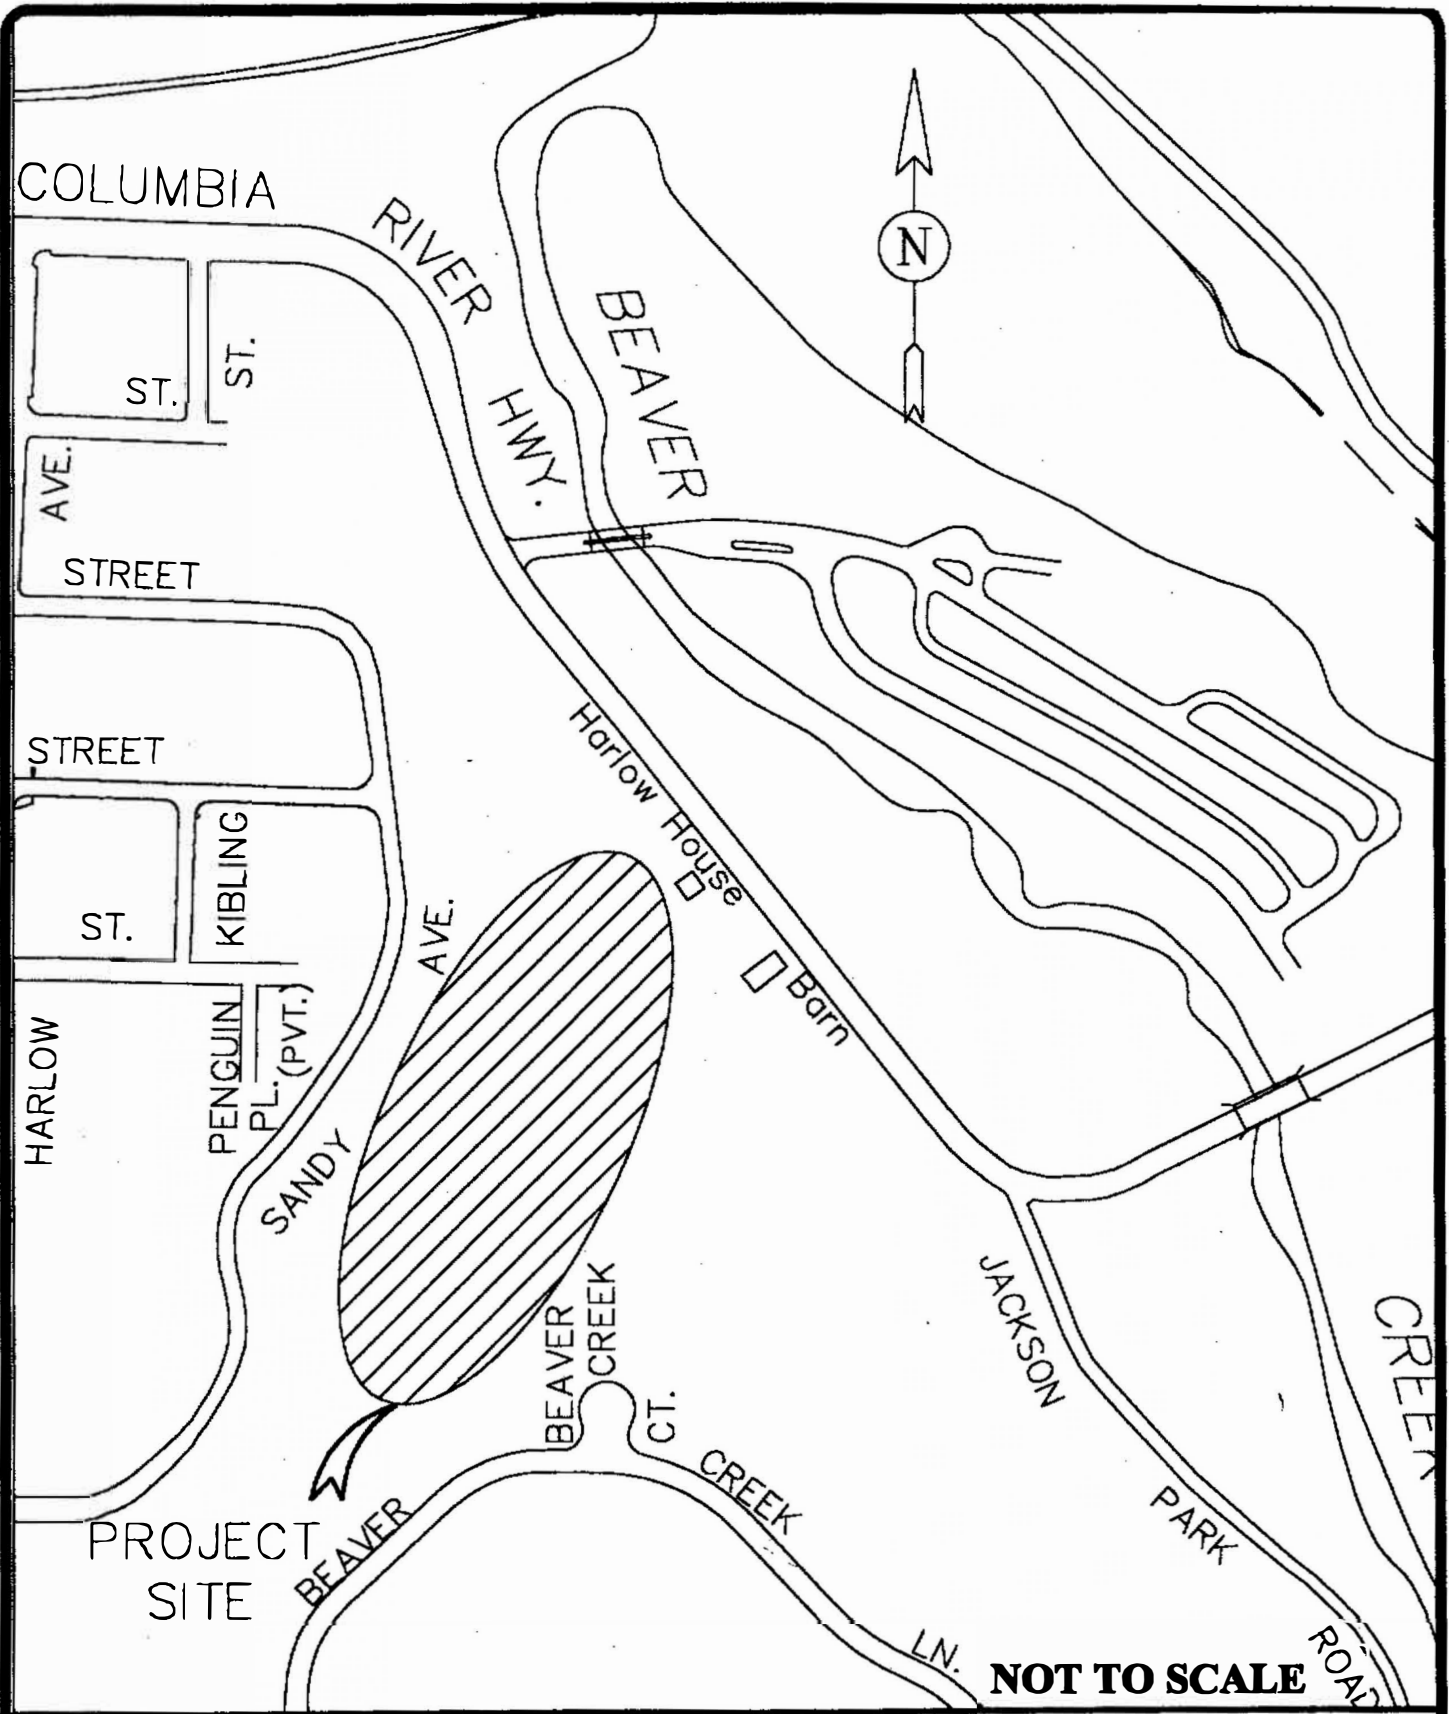 COLUMBIA
RIVER
HWY.
N
BEAVER
ST.
ST.
AVE.
STREET
STREET
Harlow House
KIBLING
ST.
AVE.
Barn
HARLOW
PENGUIN
PL.
(PVT.)
SANDY
BEAVER
CREEK
CT.
JACKSON
PARK
ROAD
CREEK
BEAVER
CREEK
LN.
PROJECT
SITE
NOT TO SCALE